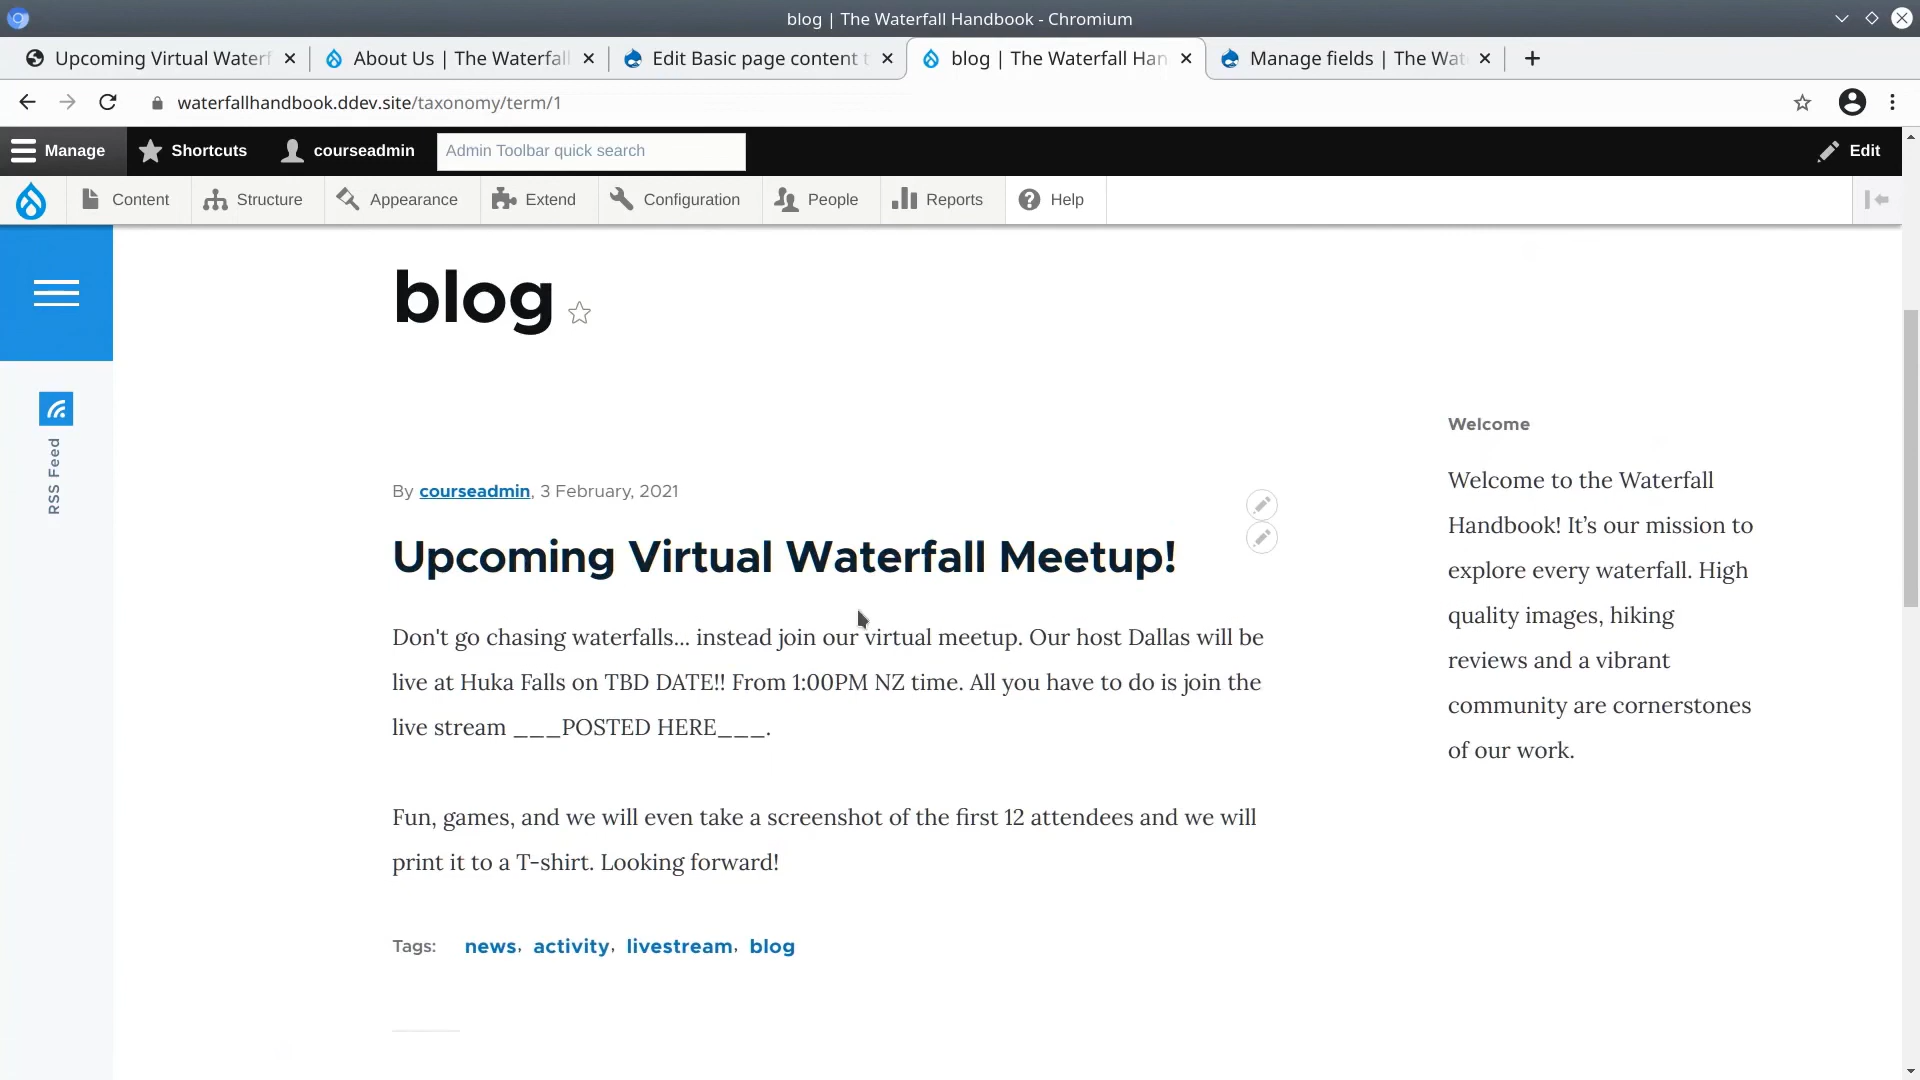 blog | The Waterfall Handbook - Chromium
Upcoming Virtual Waterf
About Us | The Waterfall
Edit Basic page content t
blog | The Waterfall Han
Manage fields | The Wat
waterfallhandbook.ddev.site/taxonomy/term/1
Manage
Shortcuts
courseadmin
Admin Toolbar quick search
Edit
Content
Structure
Appearance
Extend
Configuration
People
Reports
Help
blog
RSS Feed
By courseadmin, 3 February, 2021
Upcoming Virtual Waterfall Meetup!
Don't go chasing waterfalls... instead join our virtual meetup. Our host Dallas will be
live at Huka Falls on TBD DATE!! From 1:00PM NZ time. All you have to do is join the
live stream ___POSTED HERE___.
Fun, games, and we will even take a screenshot of the first 12 attendees and we will
print it to a T-shirt. Looking forward!
Tags: news, activity, livestream, blog
Welcome
Welcome to the Waterfall
Handbook! It’s our mission to
explore every waterfall. High
quality images, hiking
reviews and a vibrant
community are cornerstones
of our work.